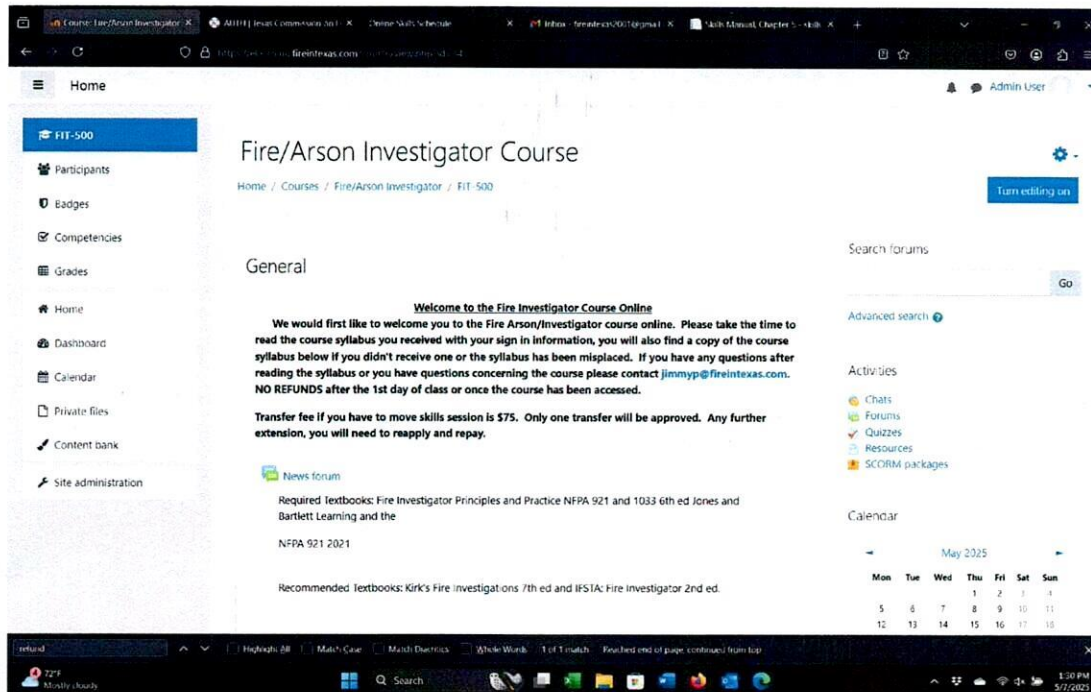 Course: Fire/Arson Investigator
Online Skills Schedule
Skills Manual, Chapter 5 - skills
fireintexas.com
Home
Admin User
FIT-500
Participants
Badges
Competencies
Grades
Home
Dashboard
Calendar
Private files
Content bank
Site administration
Fire/Arson Investigator Course
Home / Courses / Fire/Arson Investigator / FIT-500
Turn editing on
General
Welcome to the Fire Investigator Course Online
We would first like to welcome you to the Fire Arson/Investigator course online. Please take the time to
read the course syllabus you received with your sign in information, you will also find a copy of the course
syllabus below if you didn't receive one or the syllabus has been misplaced. If you have any questions after
reading the syllabus or you have questions concerning the course please contact jimmyp@fireintexas.com.
NO REFUNDS after the 1st day of class or once the course has been accessed.
Transfer fee if you have to move skills session is $75. Only one transfer will be approved. Any further
extension, you will need to reapply and repay.
News forum
Required Textbooks: Fire Investigator Principles and Practice NFPA 921 and 1033 6th ed Jones and
Bartlett Learning and the
NFPA 921 2021
Recommended Textbooks: Kirk's Fire Investigations 7th ed and IFSTA: Fire Investigator 2nd ed.
Search forums
Go
Advanced search
Activities
Chats
Forums
Quizzes
Resources
SCORM packages
Calendar
May 2025
Mon Tue Wed Thu Fri Sat Sun
1 2 3 4
5 6 7 8 9 10 11
12 13 14 15 16 17 18
refund
Highlight All Match Case Match Diacritics Whole Words 1 of 1 match Reached end of page, continued from top
72°F
Mostly cloudy
Search
1:30 PM
5/7/2025